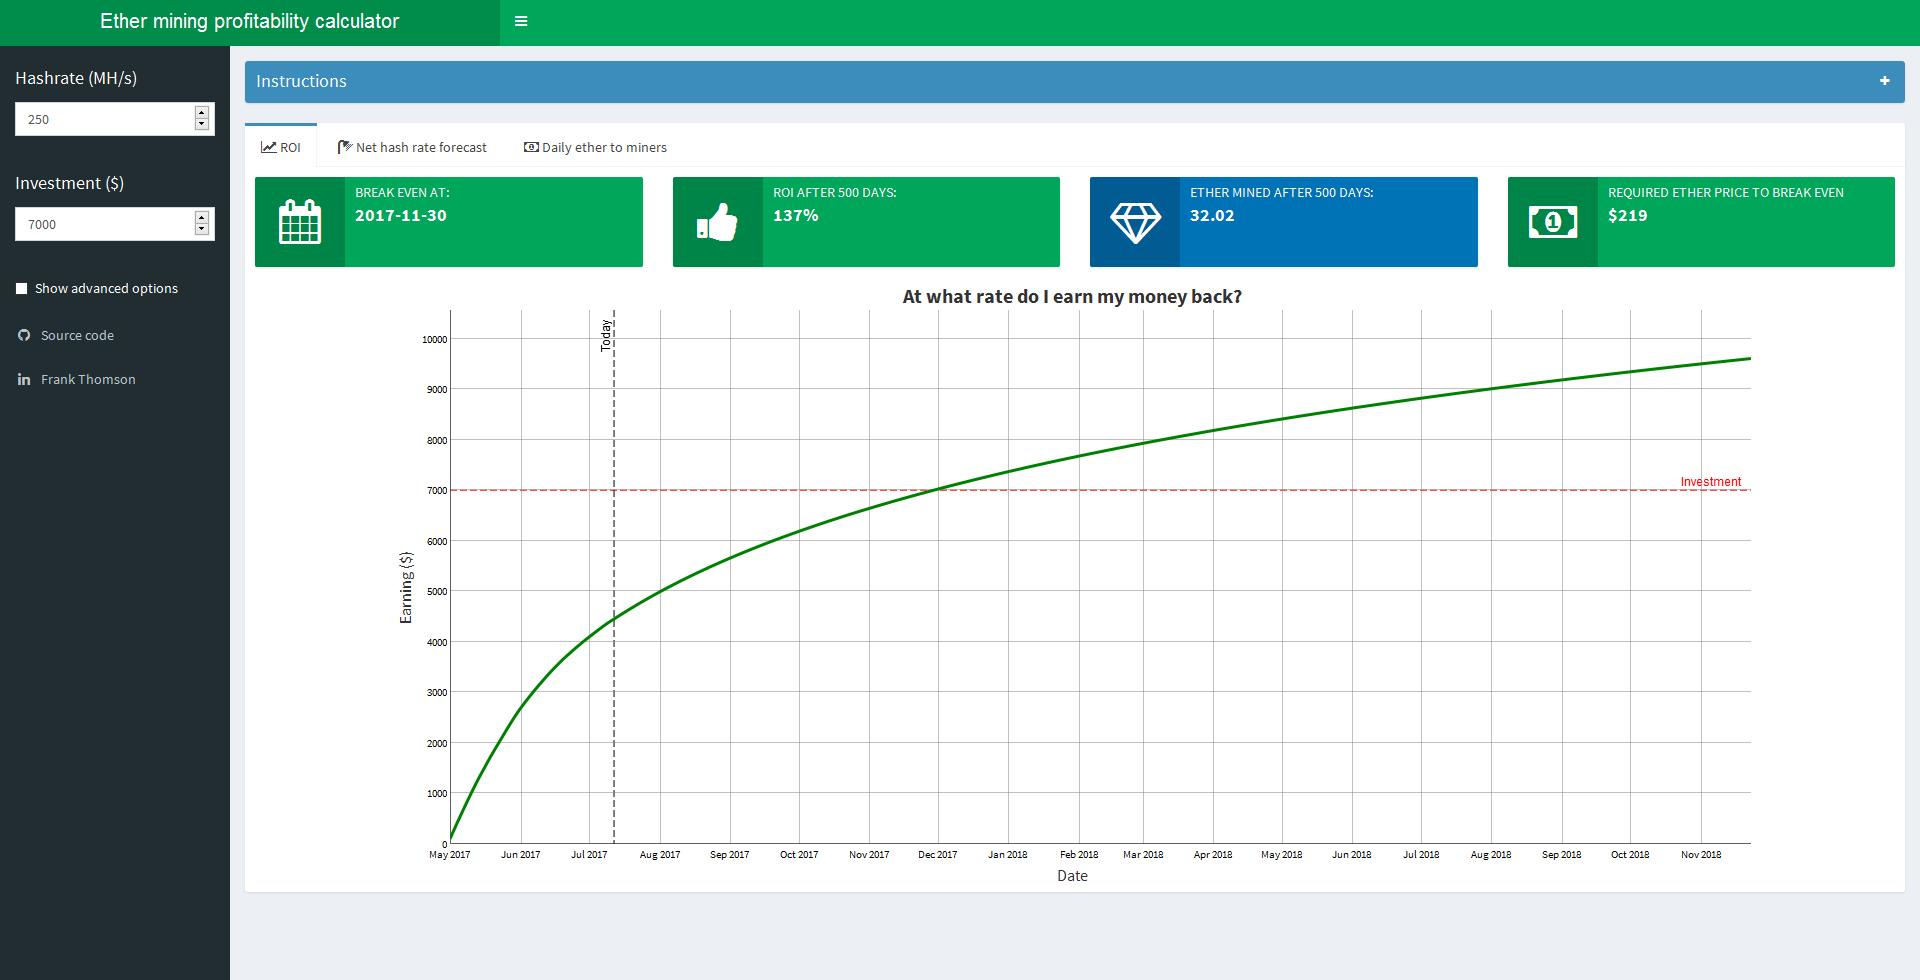 Ether mining profitability calculator
Hashrate (MH/s)
250
Investment ($)
7000
Show advanced options
Source code
Frank Thomson
Instructions
ROI
Net hash rate forecast
Daily ether to miners
BREAK EVEN AT:
2017-11-30
ROI AFTER 500 DAYS:
137%
ETHER MINED AFTER 500 DAYS:
32.02
REQUIRED ETHER PRICE TO BREAK EVEN
$219
At what rate do I earn my money back?
Today
10000
9000
8000
Investment
7000
6000
Earning ($)
5000
4000
3000
2000
1000
0
May 2017
Jun 2017
Jul 2017
Aug 2017
Sep 2017
Oct 2017
Nov 2017
Dec 2017
Jan 2018
Feb 2018
Mar 2018
Apr 2018
May 2018
Jun 2018
Jul 2018
Aug 2018
Sep 2018
Oct 2018
Nov 2018
Date